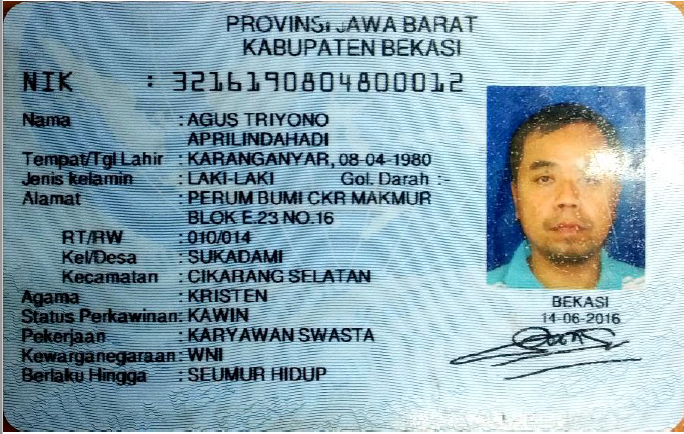 PROVINSI JAWA BARAT
KABUPATEN BEKASI
NIK : 3216190804800012
Nama : AGUS TRIYONO
APRILINDAHADI
Tempat/Tgl Lahir : KARANGANYAR, 08-04-1980
Jenis kelamin : LAKI-LAKI Gol. Darah :-
Alamat : PERUM BUMI CKR MAKMUR
BLOK E.23 NO.16
RT/RW : 010/014
Kel/Desa : SUKADAMI
Kecamatan : CIKARANG SELATAN
Agama : KRISTEN
Status Perkawinan: KAWIN
Pekerjaan : KARYAWAN SWASTA
Kewarganegaraan: WNI
Berlaku Hingga : SEUMUR HIDUP
BEKASI
14-06-2016